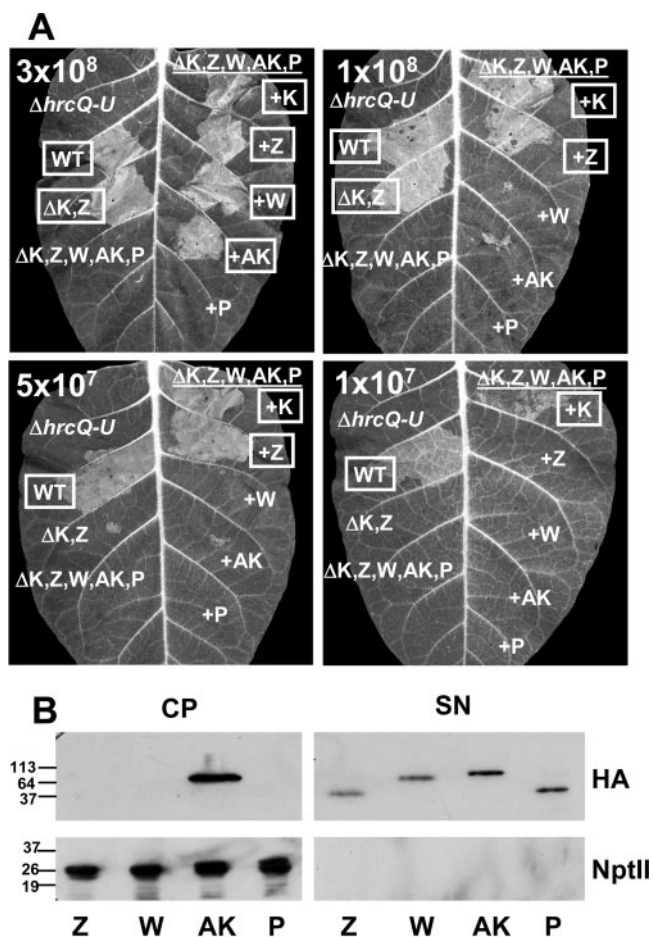 A
3x10⁸
ΔK,Z,W,AK,P
ΔhrcQ-U
+K
WT
+Z
ΔK,Z
+W
ΔK,Z,W,AK,P
+AK
+P
1x10⁸
ΔK,Z,W,AK,P
ΔhrcQ-U
+K
WT
+Z
ΔK,Z
+W
ΔK,Z,W,AK,P
+AK
+P
5x10⁷
ΔK,Z,W,AK,P
ΔhrcQ-U
+K
+Z
WT
+W
ΔK,Z
+AK
ΔK,Z,W,AK,P
+P
1x10⁷
ΔK,Z,W,AK,P
ΔhrcQ-U
+K
WT
+Z
ΔK,Z
+W
ΔK,Z,W,AK,P
+AK
+P
B
CP
SN
113
64
37
HA
37
26
19
NptII
Z W AK P
Z W AK P